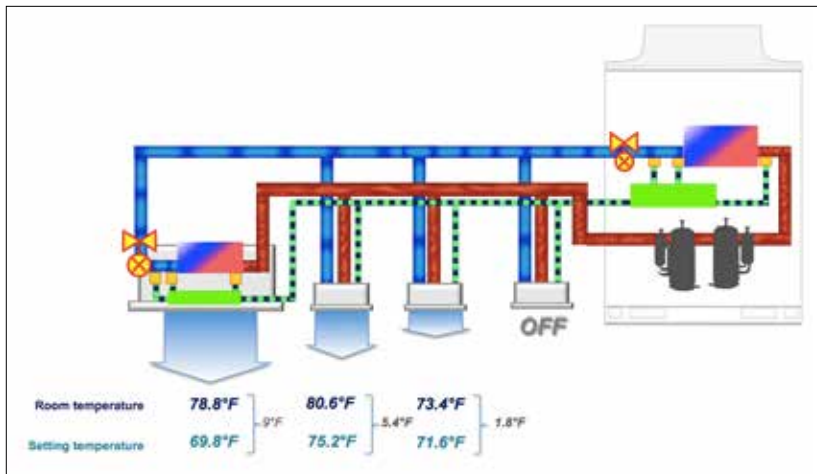 OFF
Room temperature 78.8°F 80.6°F 73.4°F
9°F 5.4°F 1.8°F
Setting temperature 69.8°F 75.2°F 71.6°F